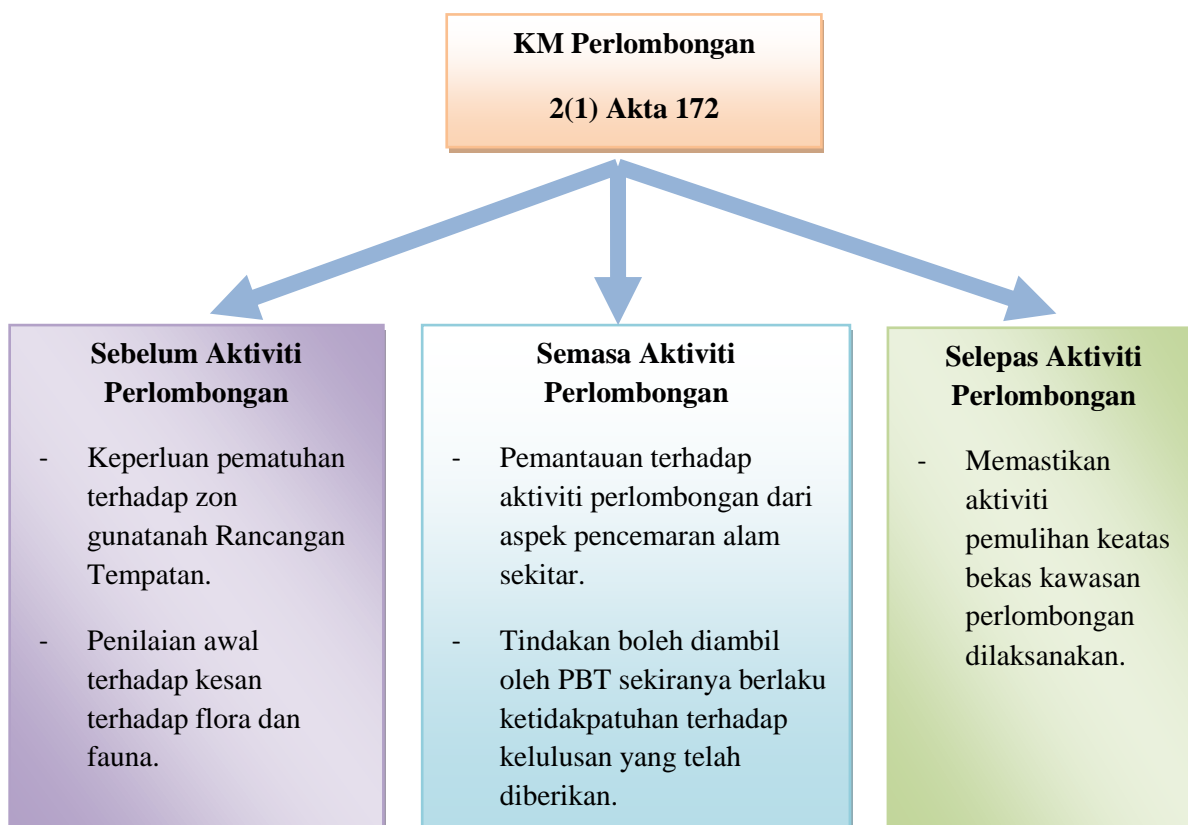 KM Perlombongan
2(1) Akta 172
Sebelum Aktiviti
Perlombongan
- Keperluan pematuhan
terhadap zon
gunatanah Rancangan
Tempatan.
- Penilaian awal
terhadap kesan
terhadap flora dan
fauna.
Semasa Aktiviti
Perlombongan
- Pemantauan terhadap
aktiviti perlombongan dari
aspek pencemaran alam
sekitar.
- Tindakan boleh diambil
oleh PBT sekiranya berlaku
ketidakpatuhan terhadap
kelulusan yang telah
diberikan.
Selepas Aktiviti
Perlombongan
- Memastikan
aktiviti
pemulihan keatas
bekas kawasan
perlombongan
dilaksanakan.